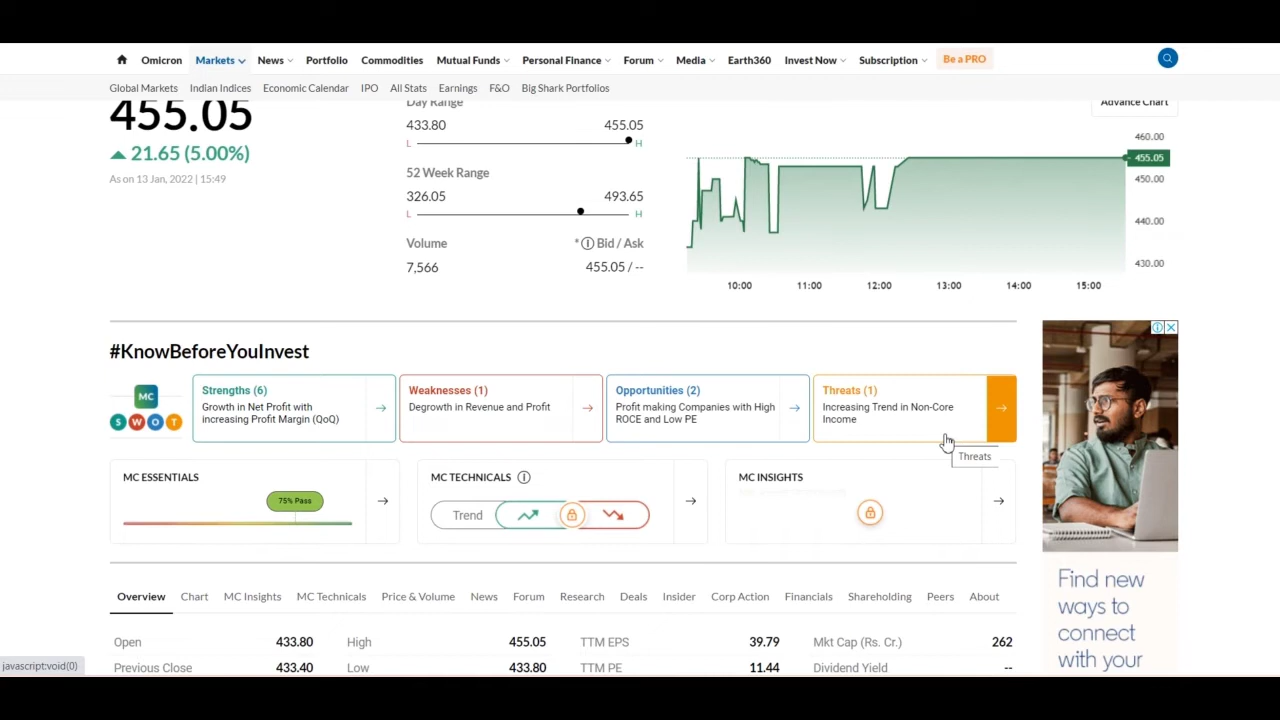 Omicron Markets News Portfolio Commodities Mutual Funds Personal Finance Forum Media Earth360 Invest Now Subscription Be a PRO
Global Markets Indian Indices Economic Calendar IPO All Stats Earnings F&O Big Shark Portfolios
455.05
21.65 (5.00%)
As on 13 Jan, 2022 | 15:49
Day Range
433.80 455.05
L H
52 Week Range
326.05 493.65
L H
Volume * Bid / Ask
7,566 455.05 / --
Advance Chart
460.00
455.05
450.00
440.00
430.00
10:00 11:00 12:00 13:00 14:00 15:00
#KnowBeforeYouInvest
MC
S W O T
Strengths (6)
Growth in Net Profit with
increasing Profit Margin (QoQ)
Weaknesses (1)
Degrowth in Revenue and Profit
Opportunities (2)
Profit making Companies with High
ROCE and Low PE
Threats (1)
Increasing Trend in Non-Core
Income
Threats
MC ESSENTIALS
75% Pass
MC TECHNICALS
Trend
MC INSIGHTS
Overview Chart MC Insights MC Technicals Price & Volume News Forum Research Deals Insider Corp Action Financials Shareholding Peers About
Open 433.80 High 455.05 TTM EPS 39.79 Mkt Cap (Rs. Cr.) 262
Previous Close 433.40 Low 433.80 TTM PE 11.44 Dividend Yield --
Find new
ways to
connect
with your
javascript:void(0)